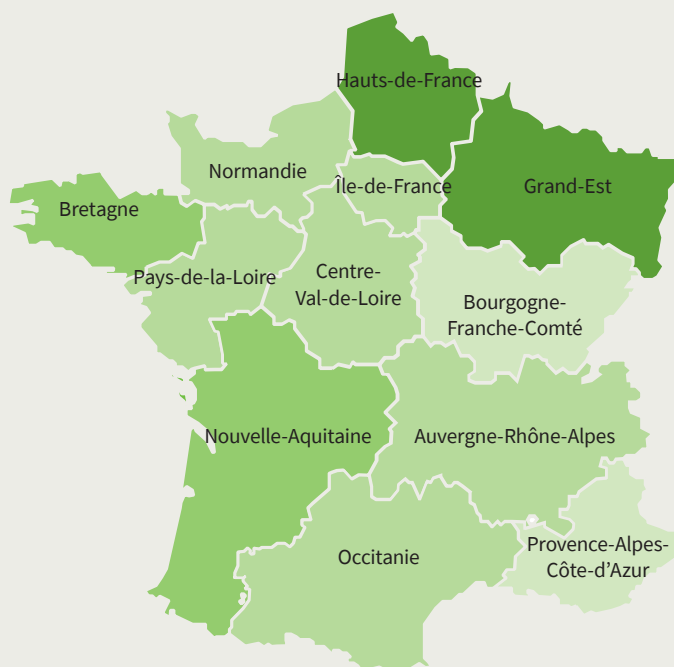 Hauts-de-France
Normandie
Île-de-France
Grand-Est
Bretagne
Pays-de-la-Loire
Centre-
Val-de-Loire
Bourgogne-
Franche-Comté
Nouvelle-Aquitaine
Auvergne-Rhône-Alpes
Occitanie
Provence-Alpes-
Côte-d’Azur